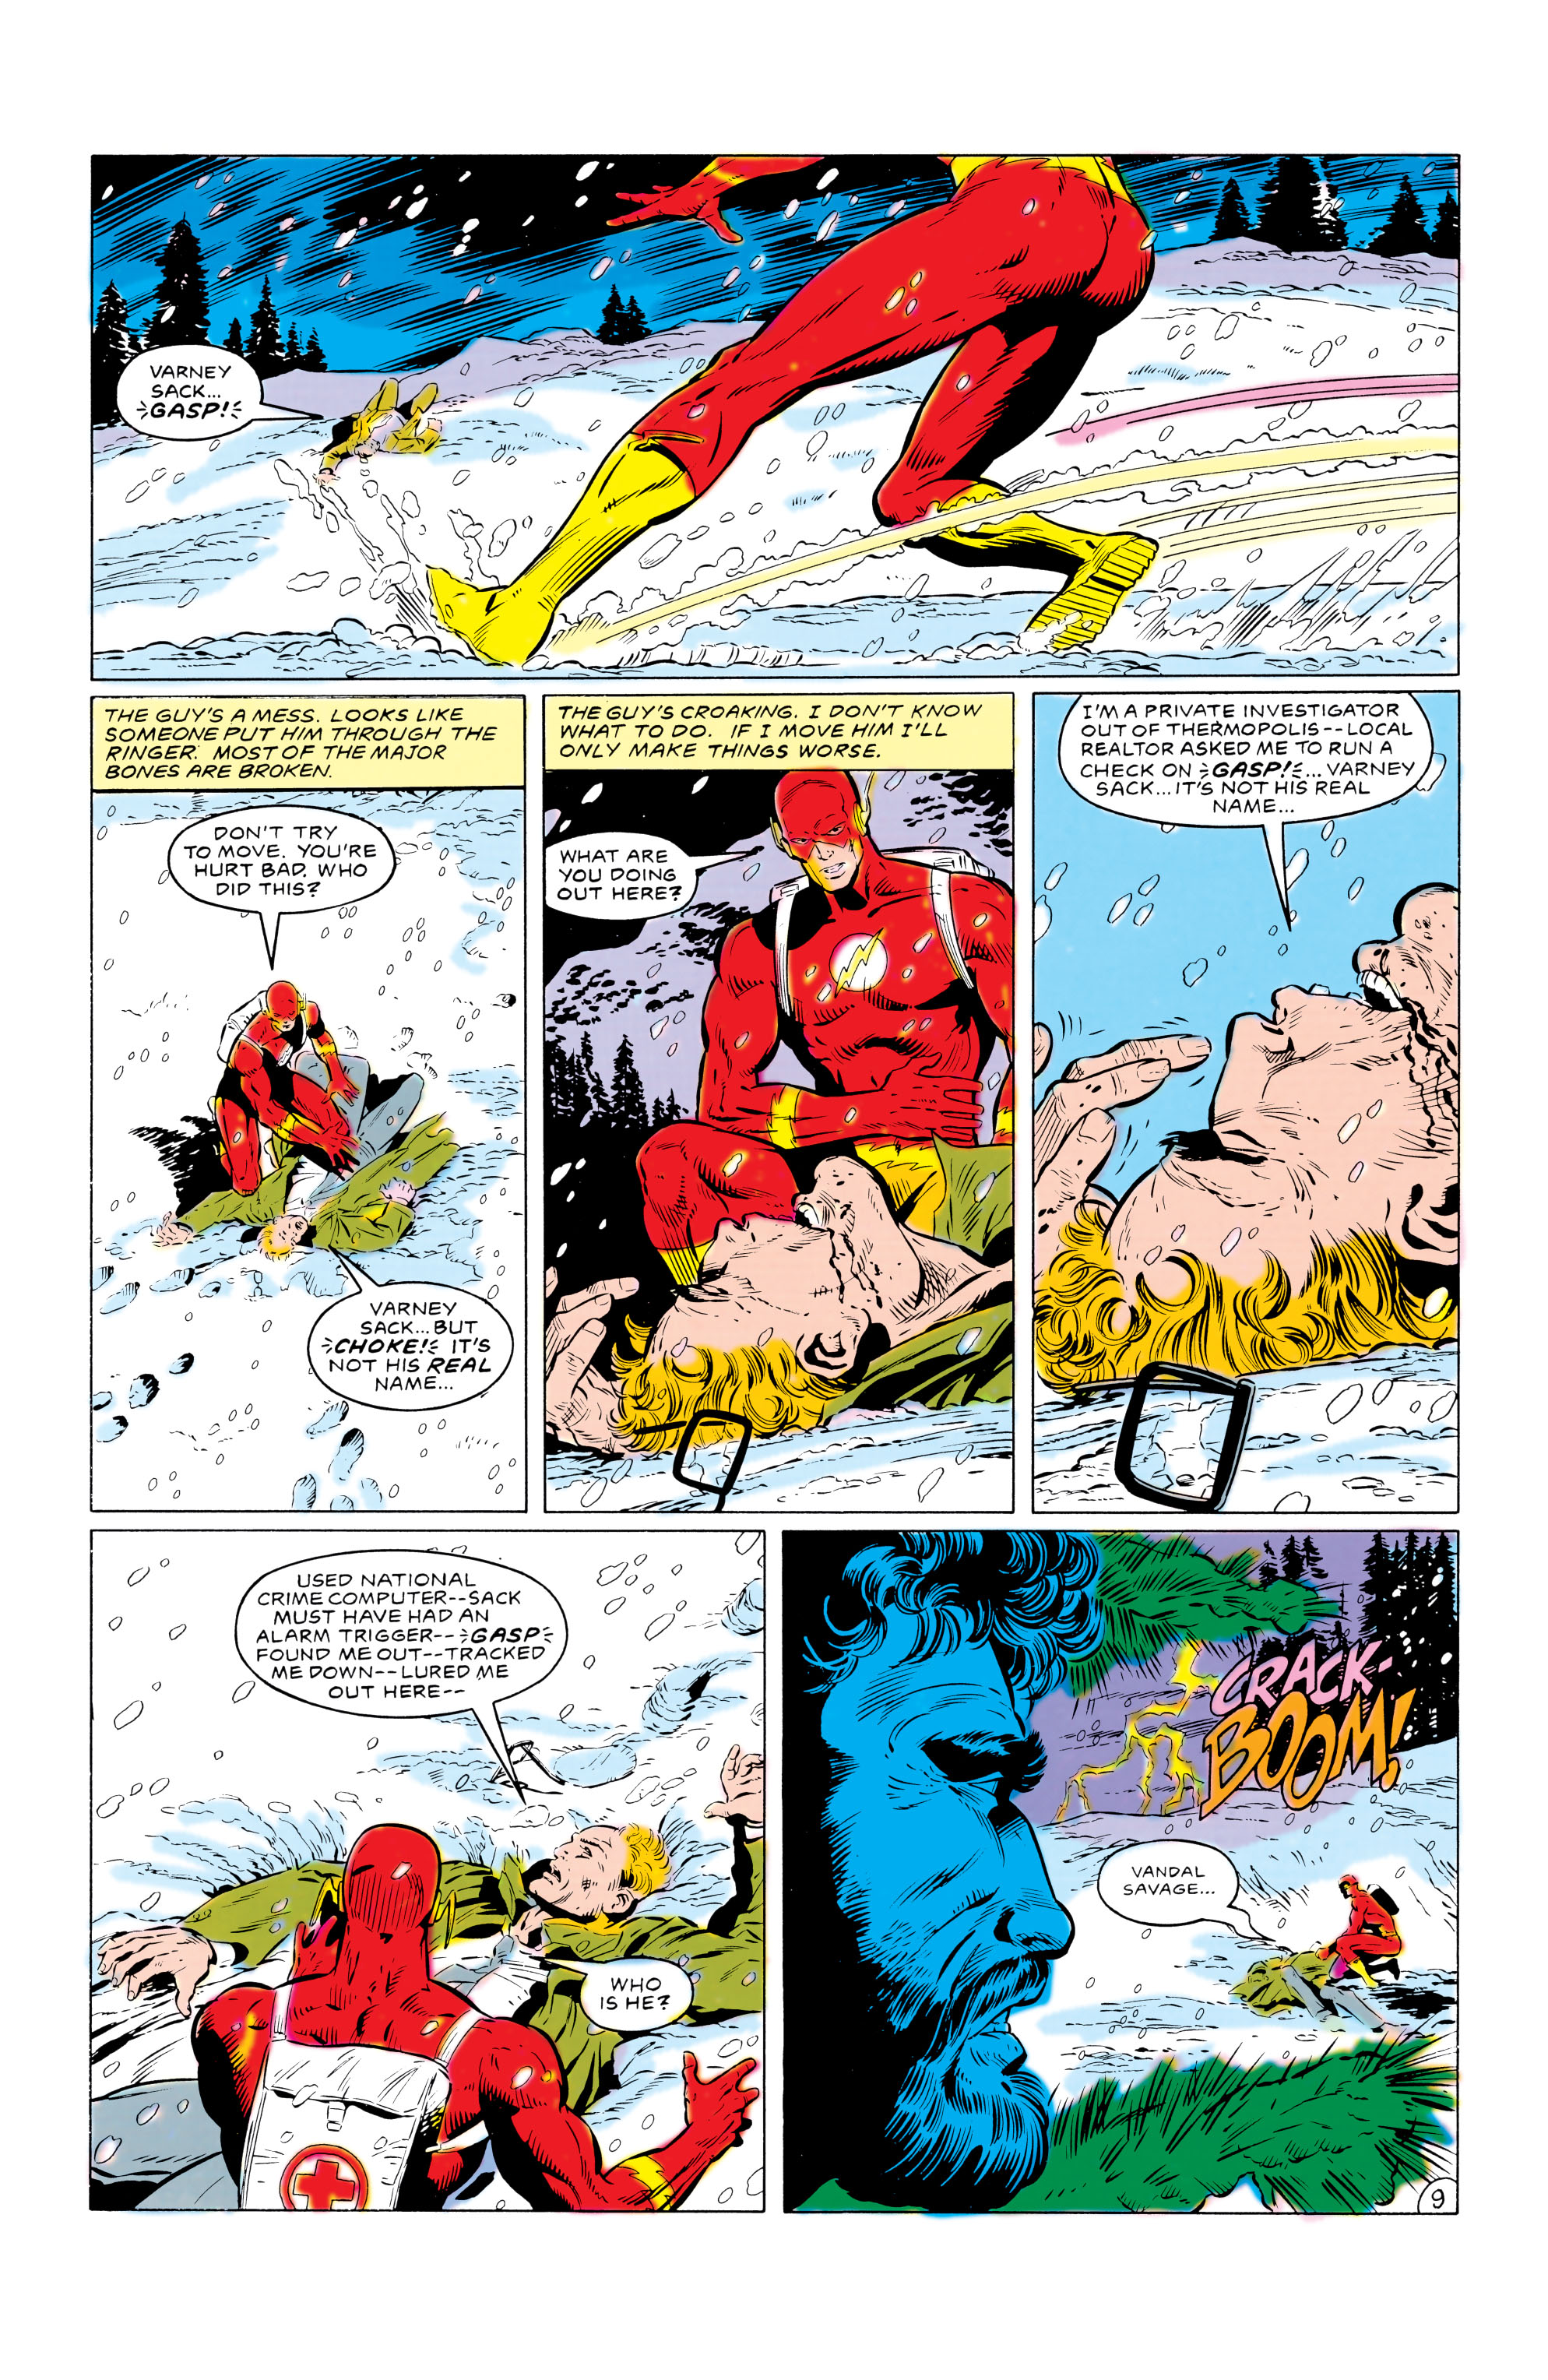 VARNEY
SACK...
GASP!
THE GUY'S A MESS. LOOKS LIKE
SOMEONE PUT HIM THROUGH THE
RINGER. MOST OF THE MAJOR
BONES ARE BROKEN.
DON'T TRY
TO MOVE. YOU'RE
HURT BAD. WHO
DID THIS?
VARNEY
SACK...BUT
CHOKE! IT'S
NOT HIS REAL
NAME...
THE GUY'S CROAKING. I DON'T KNOW
WHAT TO DO. IF I MOVE HIM I'LL
ONLY MAKE THINGS WORSE.
WHAT ARE
YOU DOING
OUT HERE?
I'M A PRIVATE INVESTIGATOR
OUT OF THERMOPOLIS--LOCAL
REALTOR ASKED ME TO RUN A
CHECK ON GASP!... VARNEY
SACK...IT'S NOT HIS REAL
NAME...
USED NATIONAL
CRIME COMPUTER--SACK
MUST HAVE HAD AN
ALARM TRIGGER--GASP
FOUND ME OUT--TRACKED
ME DOWN--LURED ME
OUT HERE--
WHO
IS HE?
CRACK-
BOOM!
VANDAL
SAVAGE...
9